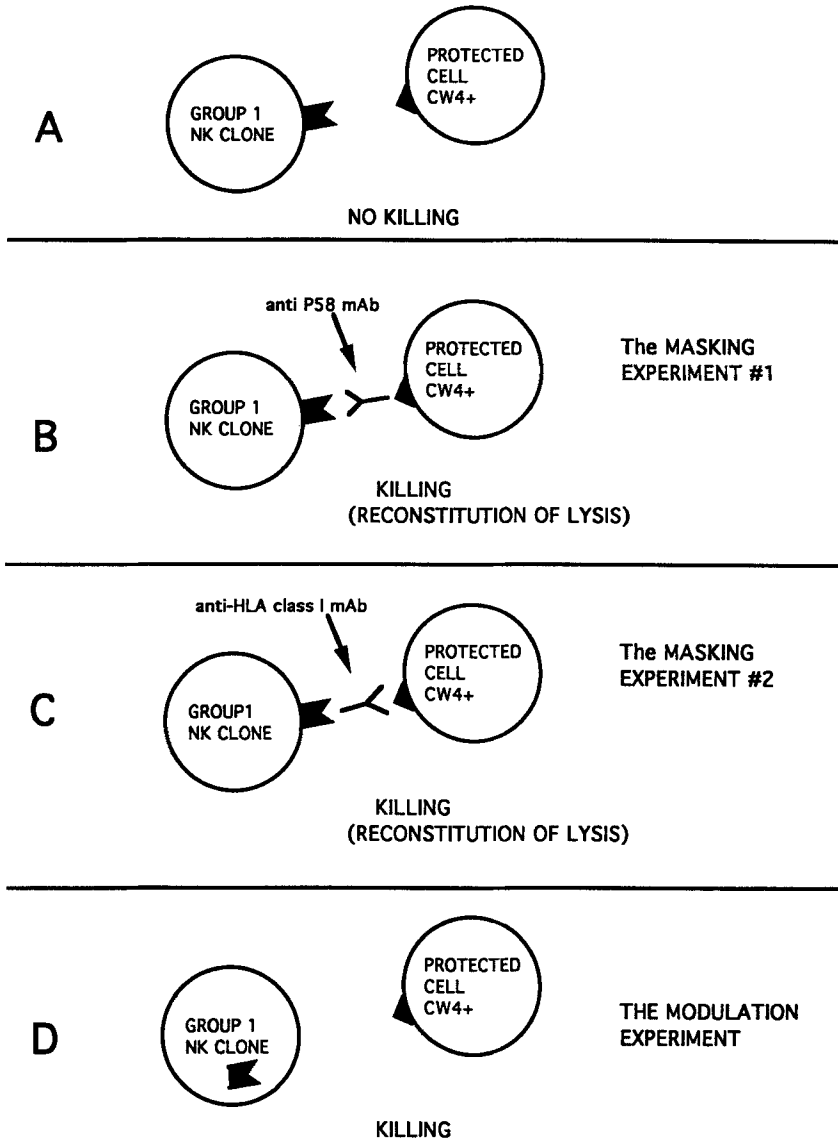 A
GROUP 1
NK CLONE
PROTECTED
CELL
CW4+
NO KILLING
B
anti P58 mAb
GROUP 1
NK CLONE
PROTECTED
CELL
CW4+
The MASKING
EXPERIMENT #1
KILLING
(RECONSTITUTION OF LYSIS)
C
anti-HLA class I mAb
GROUP1
NK CLONE
PROTECTED
CELL
CW4+
The MASKING
EXPERIMENT #2
KILLING
(RECONSTITUTION OF LYSIS)
D
GROUP 1
NK CLONE
PROTECTED
CELL
CW4+
THE MODULATION
EXPERIMENT
KILLING